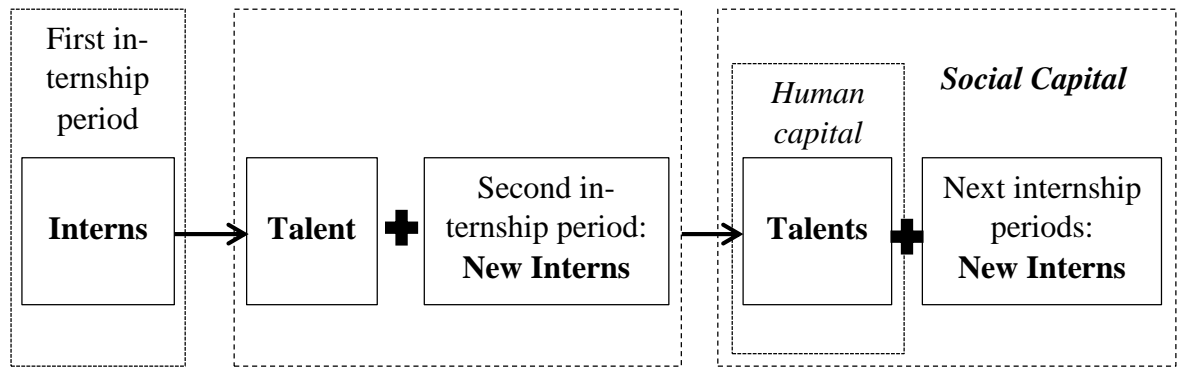 First in-
ternship
period
Interns
Talent
Second in-
ternship period:
New Interns
Social Capital
Human
capital
Talents
Next internship
periods:
New Interns